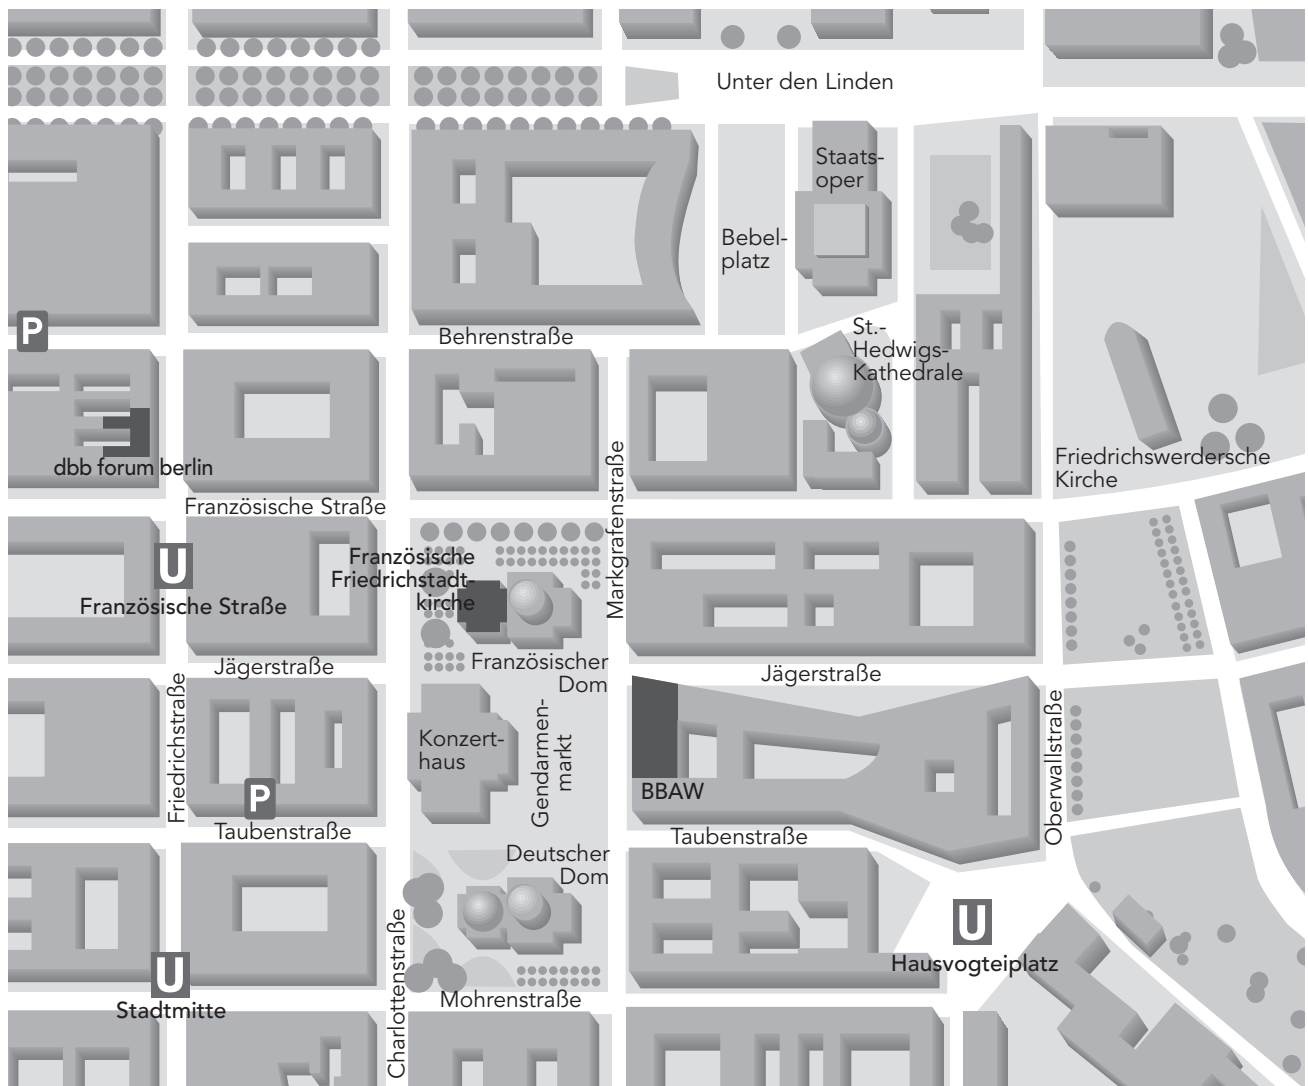 Unter den Linden
Staats-
oper
Bebel-
platz
P
Behrenstraße
St.-
Hedwigs-
Kathedrale
dbb forum berlin
Markgrafenstraße
Friedrichswerdersche
Kirche
Französische Straße
U
Französische Straße
Französische
Friedrichstadt-
kirche
Jägerstraße
Französischer
Dom
Jägerstraße
Friedrichstraße
Konzert-
haus
Gendarmen-
markt
BBAW
Oberwallstraße
P
Taubenstraße
Taubenstraße
Deutscher
Dom
Charlottenstraße
U
Hausvogteiplatz
U
Stadtmitte
Mohrenstraße